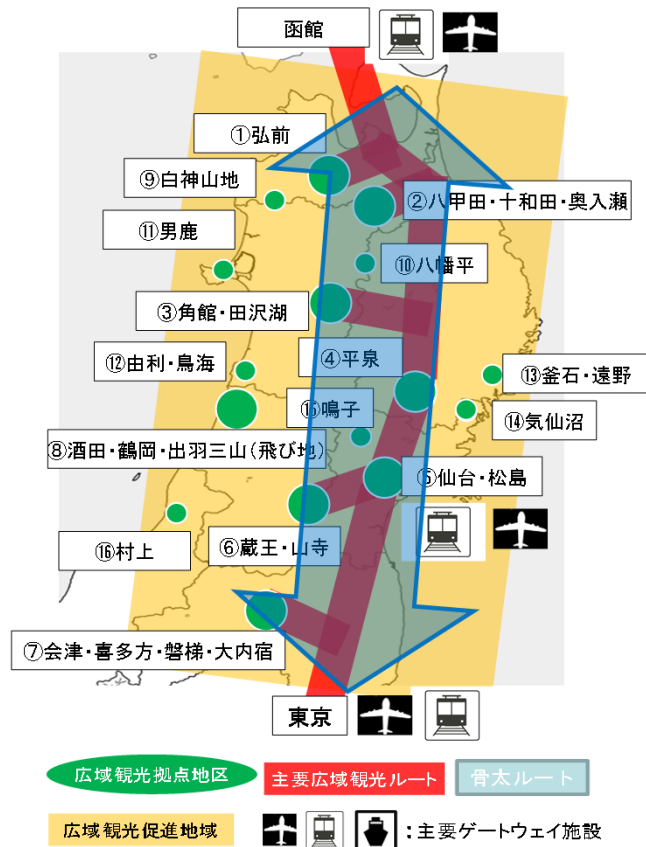 函館
①弘前
⑨白神山地
②八甲田・十和田・奥入瀬
⑪男鹿
⑩八幡平
③角館・田沢湖
④平泉
⑫由利・鳥海
⑬釜石・遠野
⑮鳴子
⑭気仙沼
⑧酒田・鶴岡・出羽三山(飛び地)
⑤仙台・松島
⑯村上
⑥蔵王・山寺
⑦会津・喜多方・磐梯・大内宿
東京
広域観光拠点地区
主要広域観光ルート
骨太ルート
広域観光促進地域
:主要ゲートウェイ施設